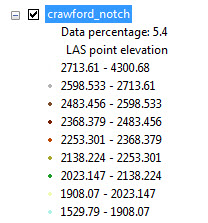 crawford_notch
Data percentage: 5.4
LAS point elevation
2713.61 - 4300.68
2598.533 - 2713.61
2483.456 - 2598.533
2368.379 - 2483.456
2253.301 - 2368.379
2138.224 - 2253.301
2023.147 - 2138.224
1908.07 - 2023.147
1529.79 - 1908.07